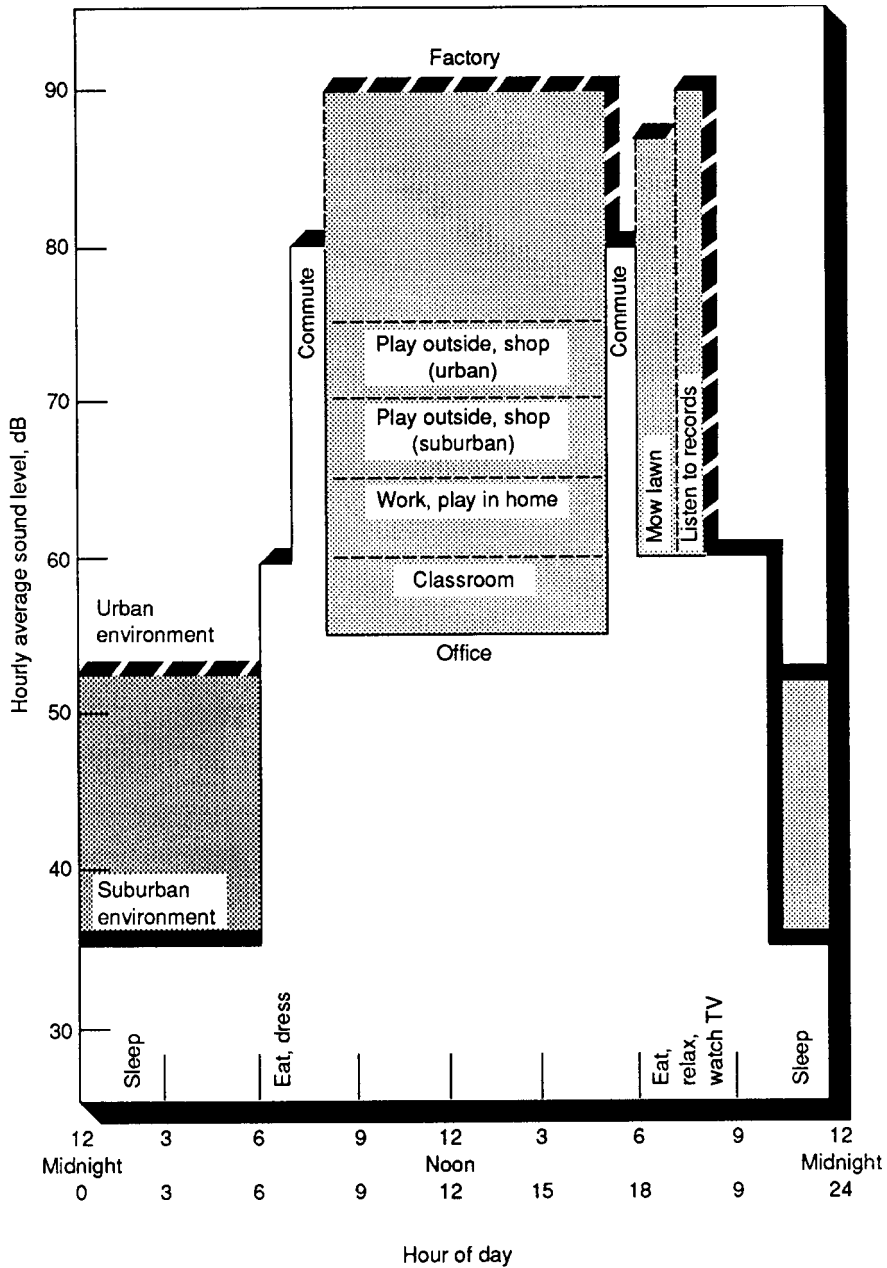 Factory
90
80
70
60
50
40
30
Hourly average sound level, dB
Commute
Commute
Play outside, shop
(urban)
Play outside, shop
(suburban)
Work, play in home
Classroom
Office
Mow lawn
Listen to records
Urban
environment
Suburban
environment
Sleep
Eat, dress
Eat,
relax,
watch TV
Sleep
12 3 6 9 12 3 6 9 12
Midnight Noon Midnight
0 3 6 9 12 15 18 9 24
Hour of day